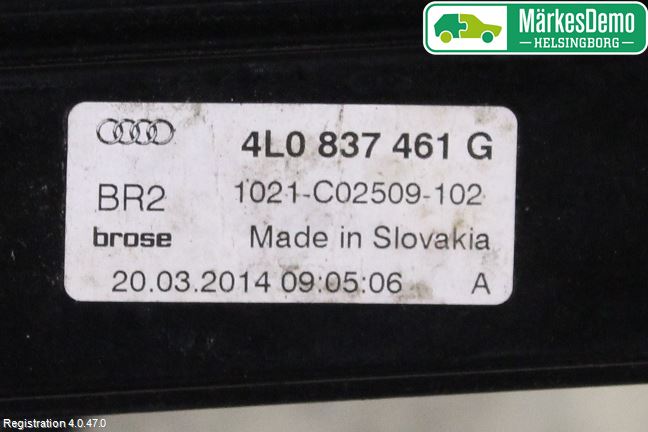 MärkesDemo
HELSINGBORG
4L0 837 461 G
BR2 1021-C02509-102
brose Made in Slovakia
20.03.2014 09:05:06 A
Registration 4.0.47.0